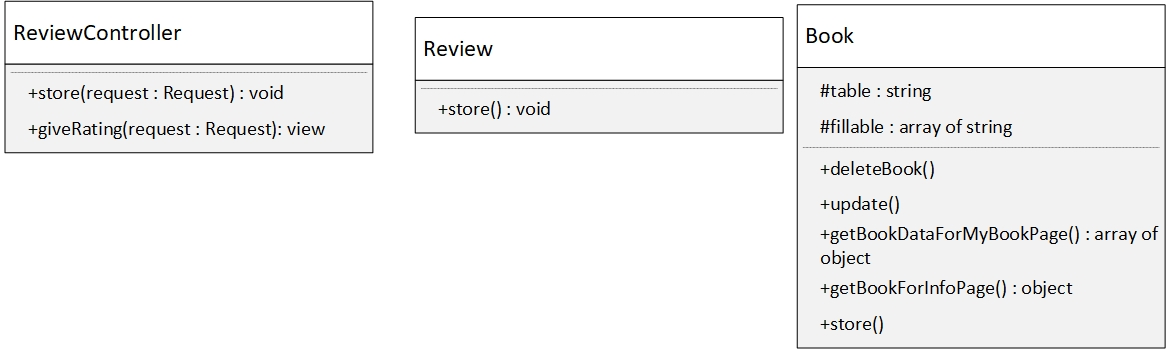 ReviewController
+store(request : Request) : void
+giveRating(request : Request): view
Review
+store() : void
Book
#table : string
#fillable : array of string
+deleteBook()
+update()
+getBookDataForMyBookPage() : array of
object
+getBookForInfoPage() : object
+store()